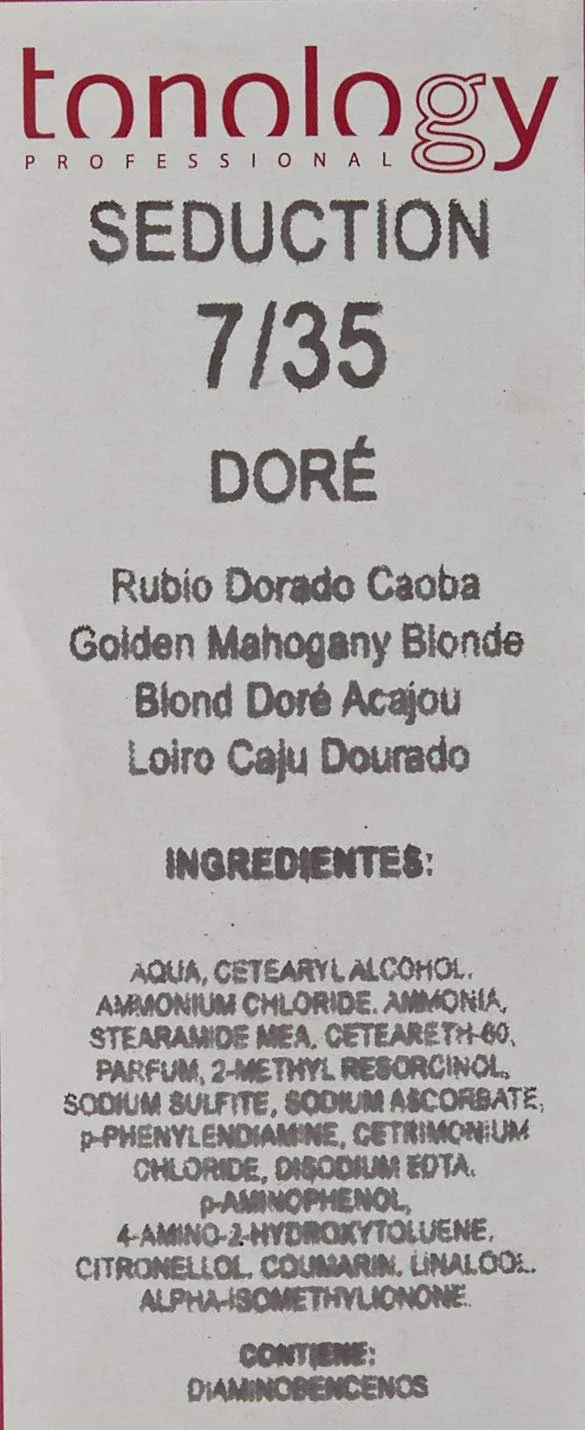 tonology
PROFESSIONAL
SEDUCTION
7/35
DORÉ
Rubio Dorado Caoba
Golden Mahogany Blonde
Blond Doré Acajou
Loiro Caju Dourado
INGREDIENTES:
AQUA, CETEARYL ALCOHOL,
AMMONIUM CHLORIDE, AMMONIA,
STEARAMIDE MEA, CETEARETH-60,
PARFUM, 2-METHYL RESORCINOL,
SODIUM SULFITE, SODIUM ASCORBATE,
p-PHENYLENDIAMINE, CETRIMONIUM
CHLORIDE, DISODIUM EDTA,
p-AMINOPHENOL,
4-AMINO-2-HYDROXYTOLUENE,
CITRONELLOL, COUMARIN, LINALOOL,
ALPHA-ISOMETHYLIONONE.
CONTIENE:
DIAMINOBENCENOS